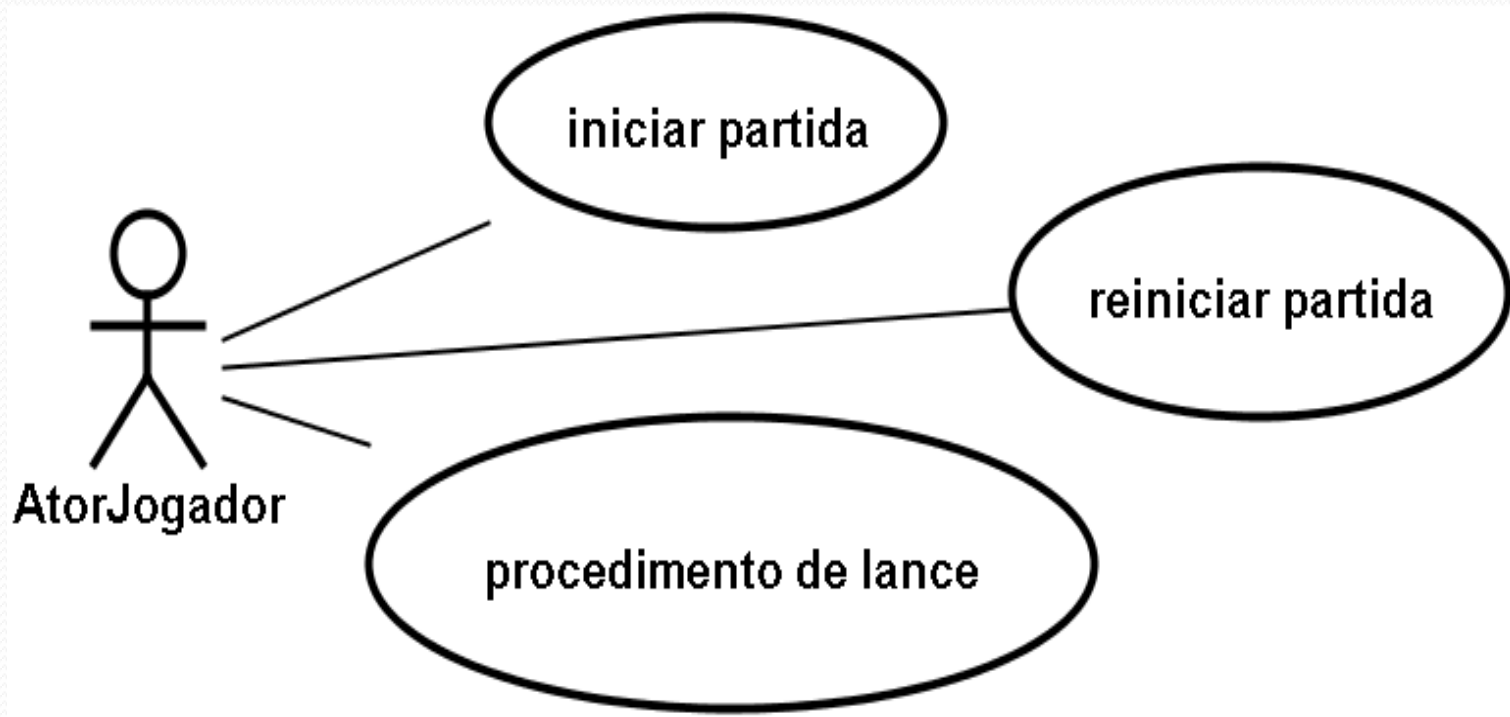 iniciar partida
reiniciar partida
AtorJogador
procedimento de lance